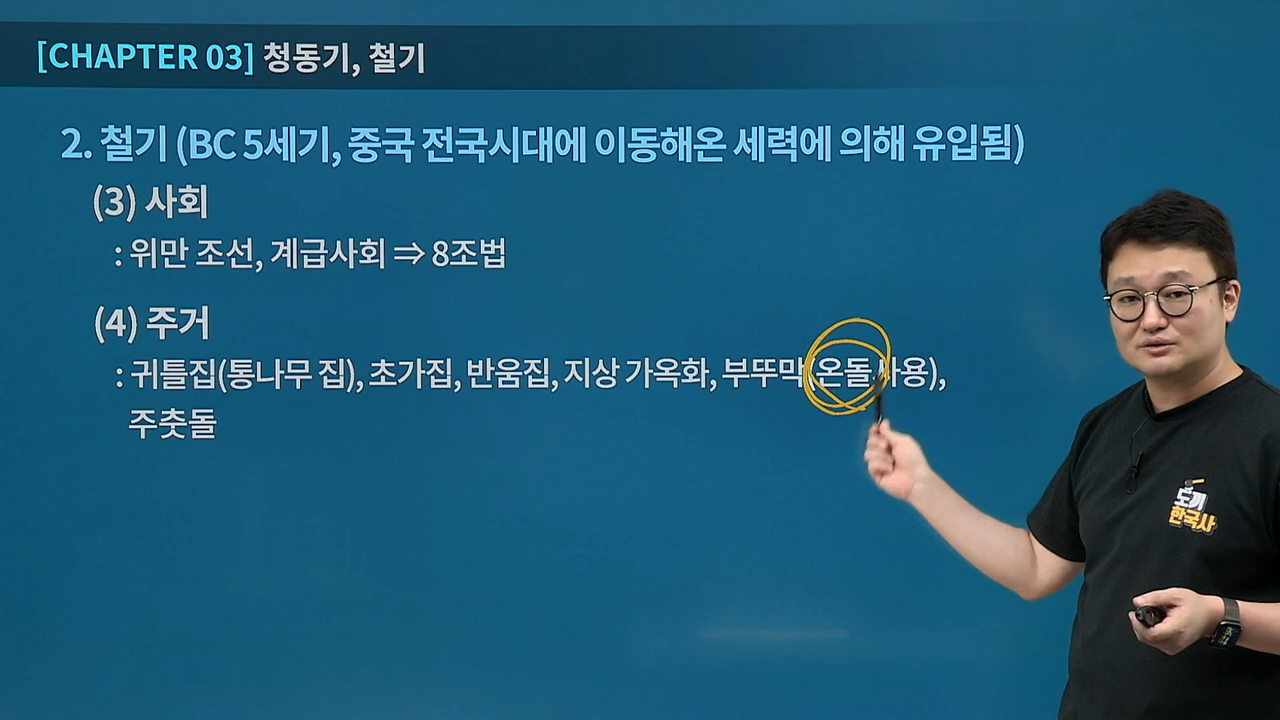 [CHAPTER 03] 청동기, 철기
2. 철기 (BC 5세기, 중국 전국시대에 이동해온 세력에 의해 유입됨)
(3) 사회
: 위만 조선, 계급사회 ⇒ 8조법
(4) 주거
: 귀틀집(통나무 집), 초가집, 반움집, 지상 가옥화, 부뚜막(온돌 사용),
주춧돌
도끼
한국사